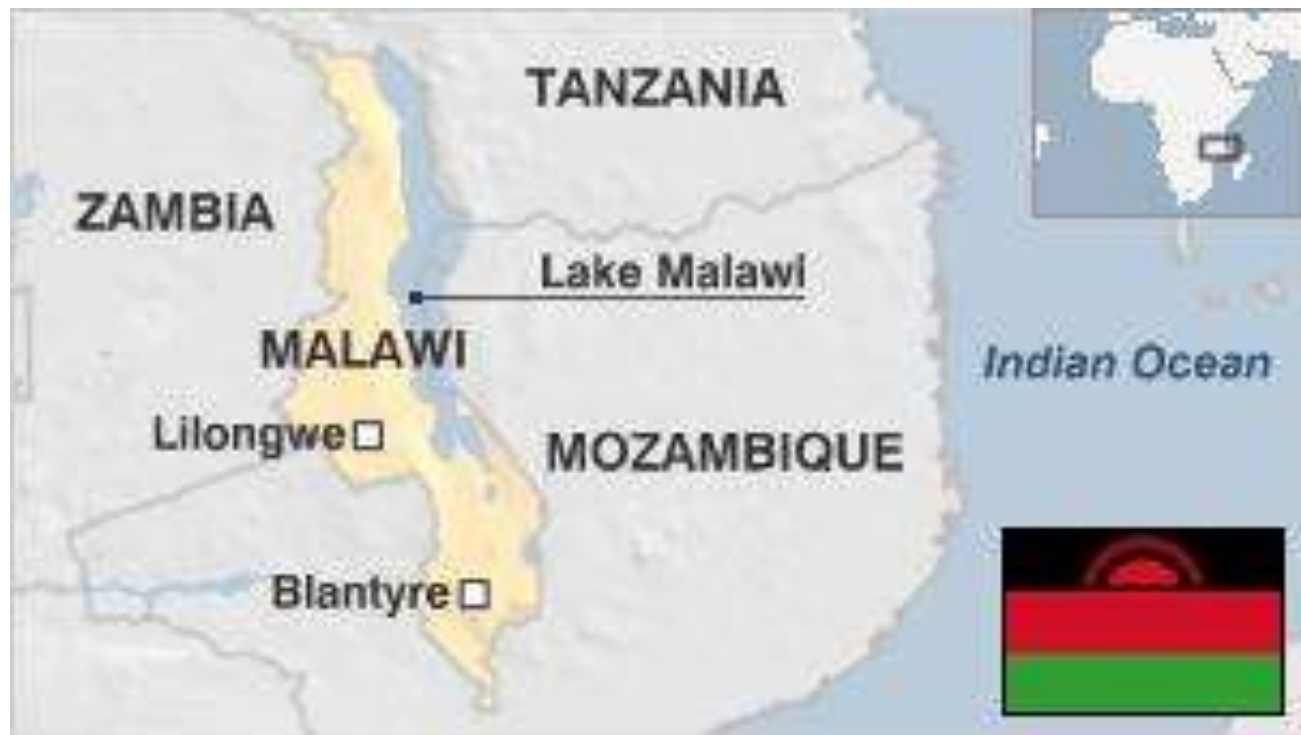 TANZANIA
ZAMBIA
Lake Malawi
MALAWI
Indian Ocean
Lilongwe
MOZAMBIQUE
Blantyre